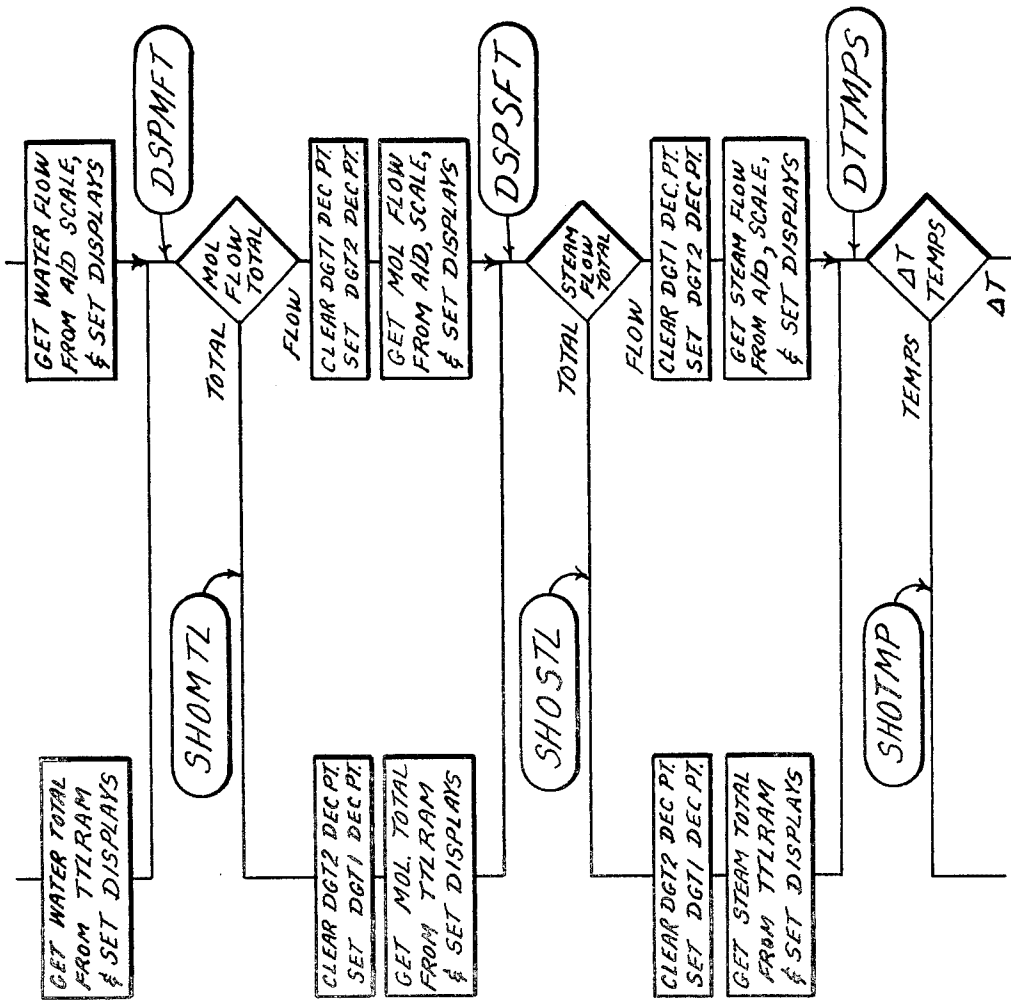 GET WATER TOTAL
FROM TTLRAM
& SET DISPLAYS
GET WATER FLOW
FROM A/D SCALE,
& SET DISPLAYS
DSPMFT
MOL
FLOW
TOTAL
TOTAL
FLOW
SHOMTL
CLEAR DGT2 DEC PT.
SET DGT1 DEC PT.
GET MOL TOTAL
FROM TTLRAM
& SET DISPLAYS
CLEAR DGT1 DEC PT.
SET DGT2 DEC PT.
GET MOL FLOW
FROM A/D, SCALE,
& SET DISPLAYS
DSPSFT
STEAM
FLOW
TOTAL
TOTAL
FLOW
SHOSTL
CLEAR DGT2 DEC PT.
SET DGT1 DEC PT.
GET STEAM TOTAL
FROM TTLRAM
& SET DISPLAYS
CLEAR DGT1 DEC PT.
SET DGT2 DEC PT.
GET STEAM FLOW
FROM A/D, SCALE,
& SET DISPLAYS
DTTMPS
ΔT
TEMPS
TEMPS
ΔT
SHOTMP